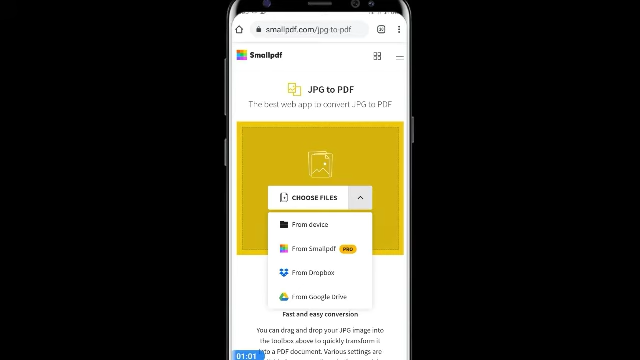 smallpdf.com/jpg-to-pdf
Smallpdf
JPG to PDF
The best web app to convert JPG to PDF
CHOOSE FILES
From device
From Smallpdf PRO
From Dropbox
From Google Drive
Fast and easy conversion
You can drag and drop your JPG image into
the toolbox above to quickly transform it
into a PDF document. Various settings are
01:01